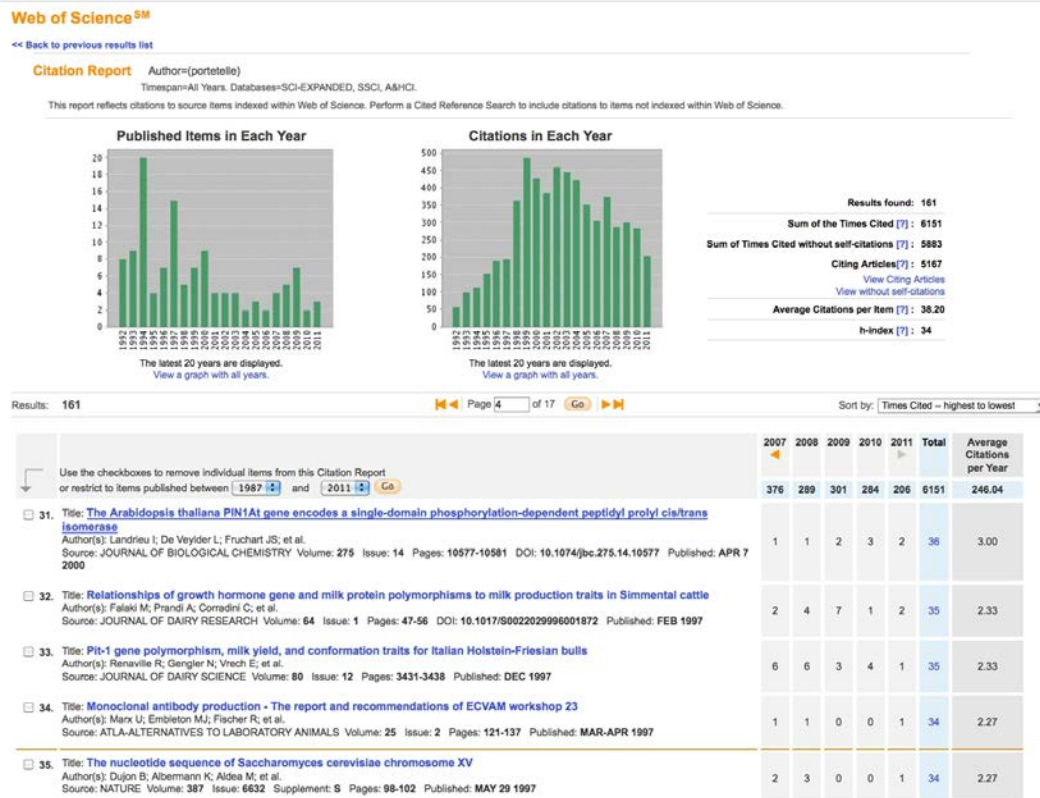 Web of Science SM
<< Back to previous results list
Citation Report Author=(portetelle)
Timespan=All Years. Databases=SCI-EXPANDED, SSCI, A&HCI.
This report reflects citations to source items indexed within Web of Science. Perform a Cited Reference Search to include citations to items not indexed within Web of Science.
Published Items in Each Year
20
18
16
14
12
10
8
6
4
2
0
1992 1993 1994 1995 1996 1997 1998 1999 2000 2001 2002 2003 2004 2005 2006 2007 2008 2009 2010 2011
The latest 20 years are displayed.
View a graph with all years.
Citations in Each Year
500
450
400
350
300
250
200
150
100
50
0
1992 1993 1994 1995 1996 1997 1998 1999 2000 2001 2002 2003 2004 2005 2006 2007 2008 2009 2010 2011
The latest 20 years are displayed.
View a graph with all years.
Results found: 161
Sum of the Times Cited [?] : 6151
Sum of Times Cited without self-citations [?] : 5883
Citing Articles[?] : 5167
View Citing Articles
View without self-citations
Average Citations per Item [?] : 38.20
h-index [?] : 34
Results: 161 Page 4 of 17 Go Sort by: Times Cited -- highest to lowest
2007 2008 2009 2010 2011 Total Average Citations per Year
Use the checkboxes to remove individual items from this Citation Report
or restrict to items published between 1987 and 2011 Go
376 289 301 284 206 6151 246.04
31. Title: The Arabidopsis thaliana PIN1At gene encodes a single-domain phosphorylation-dependent peptidyl prolyl cis/trans
isomerase
Author(s): Landrieu I; De Veylder L; Fruchart JS; et al.
Source: JOURNAL OF BIOLOGICAL CHEMISTRY Volume: 275 Issue: 14 Pages: 10577-10581 DOI: 10.1074/jbc.275.14.10577 Published: APR 7
2000
1 1 2 3 2 36 3.00
32. Title: Relationships of growth hormone gene and milk protein polymorphisms to milk production traits in Simmental cattle
Author(s): Falaki M; Prandi A; Corradini C; et al.
Source: JOURNAL OF DAIRY RESEARCH Volume: 64 Issue: 1 Pages: 47-56 DOI: 10.1017/S0022029996001872 Published: FEB 1997
2 4 7 1 2 35 2.33
33. Title: Pit-1 gene polymorphism, milk yield, and conformation traits for Italian Holstein-Friesian bulls
Author(s): Renaville R; Gengler N; Vrech E; et al.
Source: JOURNAL OF DAIRY SCIENCE Volume: 80 Issue: 12 Pages: 3431-3438 Published: DEC 1997
6 6 3 4 1 35 2.33
34. Title: Monoclonal antibody production - The report and recommendations of ECVAM workshop 23
Author(s): Marx U; Embleton MJ; Fischer R; et al.
Source: ATLA-ALTERNATIVES TO LABORATORY ANIMALS Volume: 25 Issue: 2 Pages: 121-137 Published: MAR-APR 1997
1 1 0 0 1 34 2.27
35. Title: The nucleotide sequence of Saccharomyces cerevisiae chromosome XV
Author(s): Dujon B; Albermann K; Aldea M; et al.
Source: NATURE Volume: 387 Issue: 6632 Supplement: S Pages: 98-102 Published: MAY 29 1997
2 3 0 0 1 34 2.27